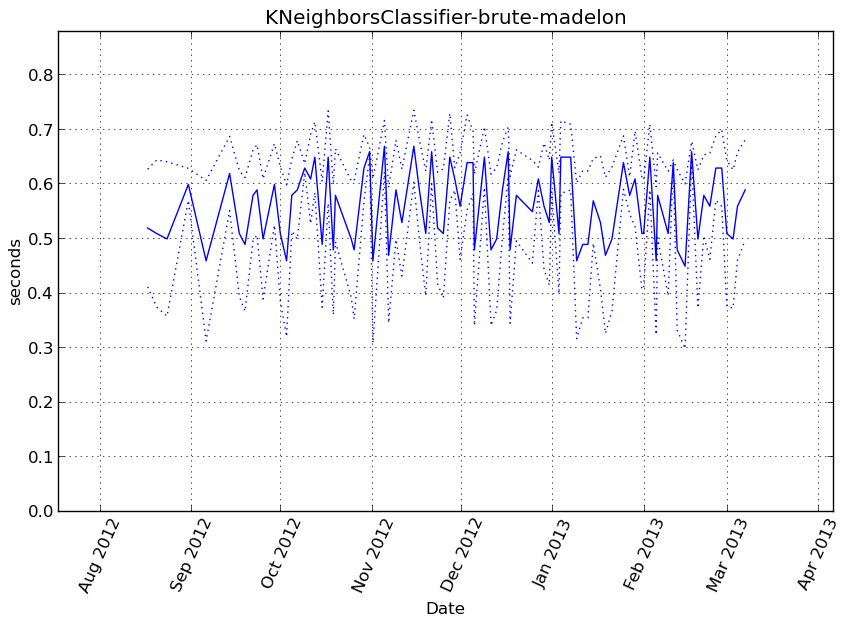 KNeighborsClassifier-brute-madelon
0.8
0.7
0.6
0.5
0.4
0.3
0.2
0.1
0.0
seconds
Aug 2012
Sep 2012
Oct 2012
Nov 2012
Dec 2012
Jan 2013
Feb 2013
Mar 2013
Apr 2013
Date